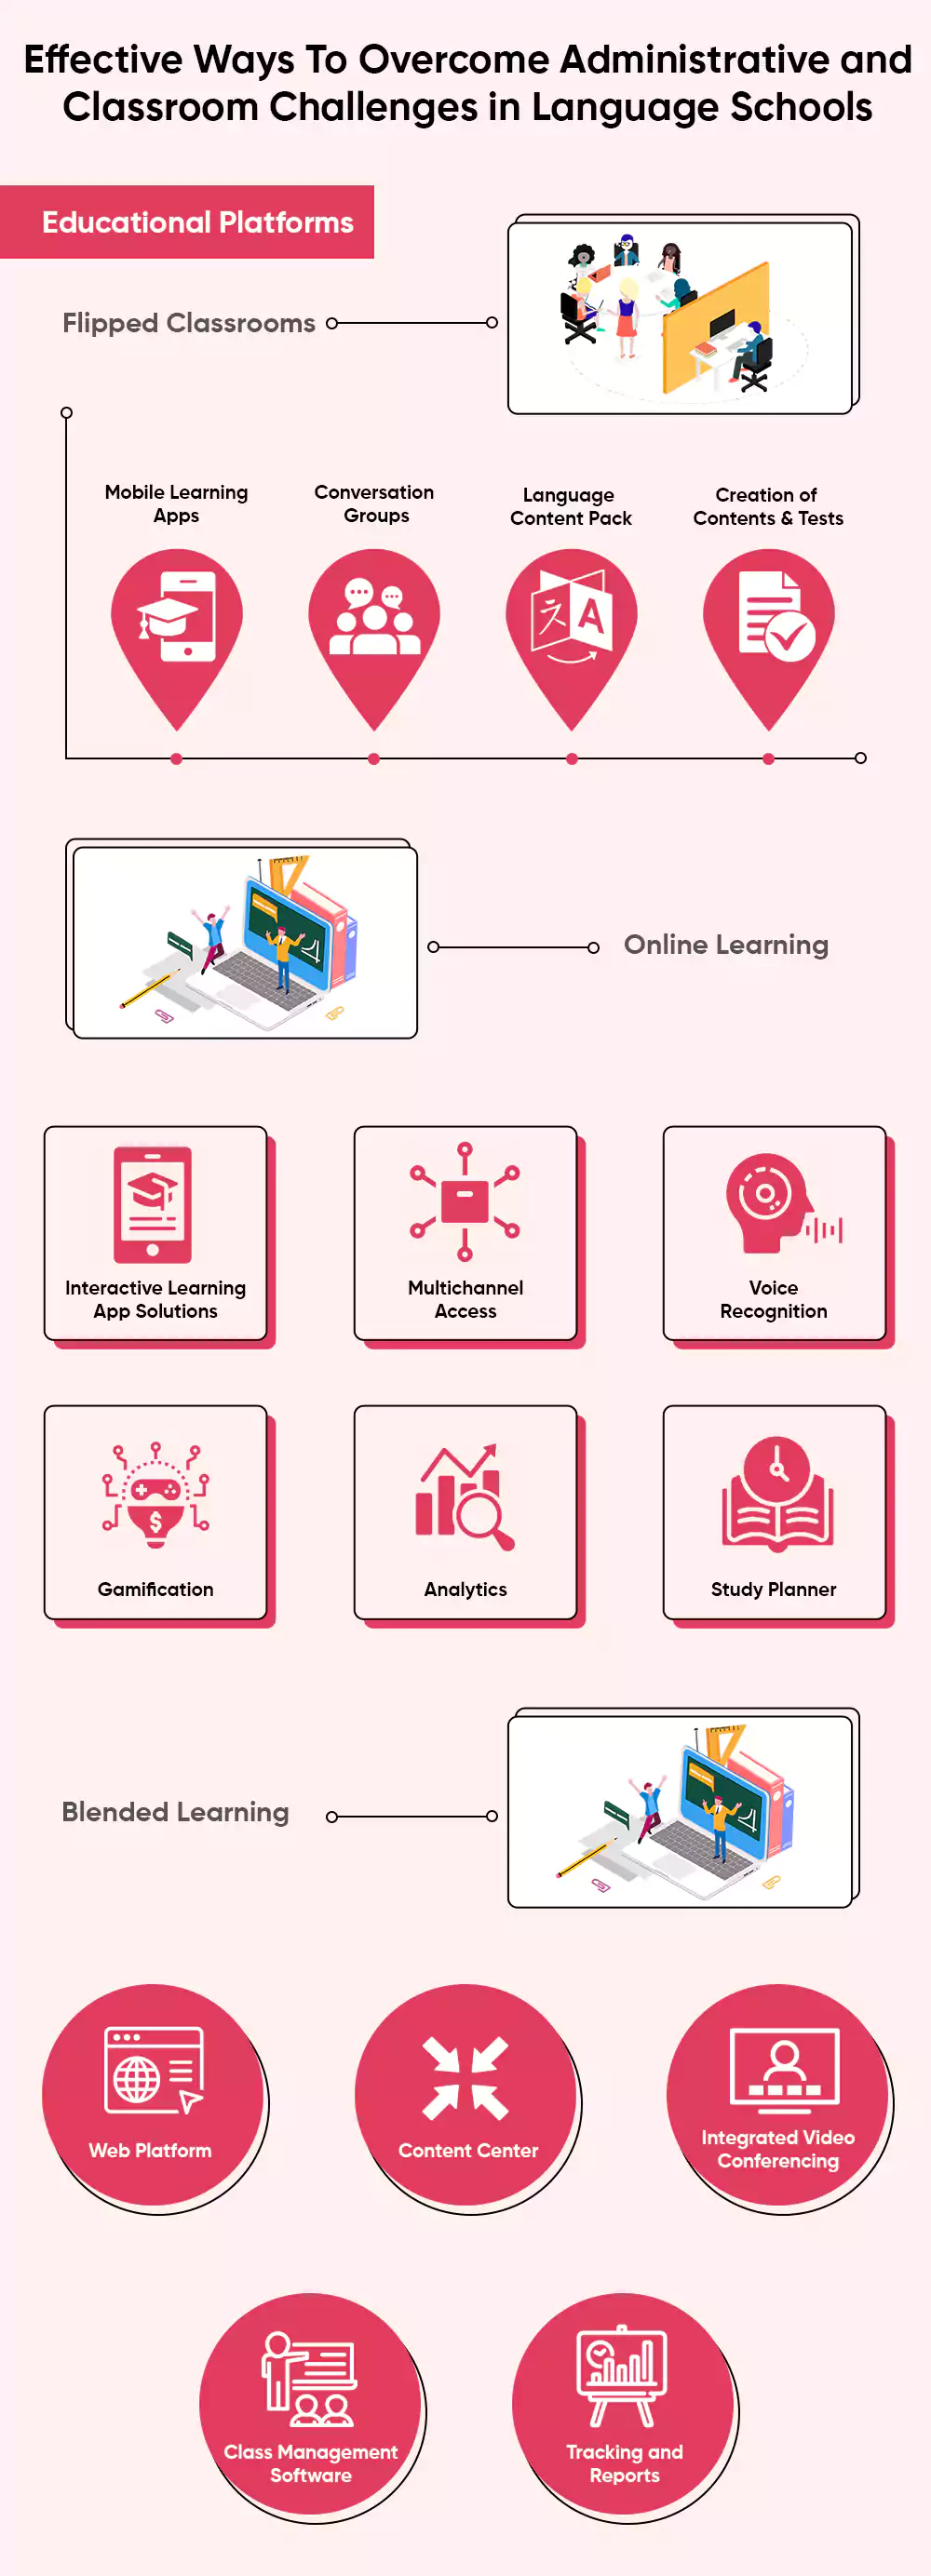 Effective Ways To Overcome Administrative and
Classroom Challenges in Language Schools
Educational Platforms
Flipped Classrooms
Mobile Learning
Apps
Conversation
Groups
Language
Content Pack
Creation of
Contents & Tests
A
Online Learning
Interactive Learning
App Solutions
Multichannel
Access
Voice
Recognition
$
Gamification
Analytics
Study Planner
Blended Learning
Web Platform
Content Center
Integrated Video
Conferencing
Class Management
Software
Tracking and
Reports